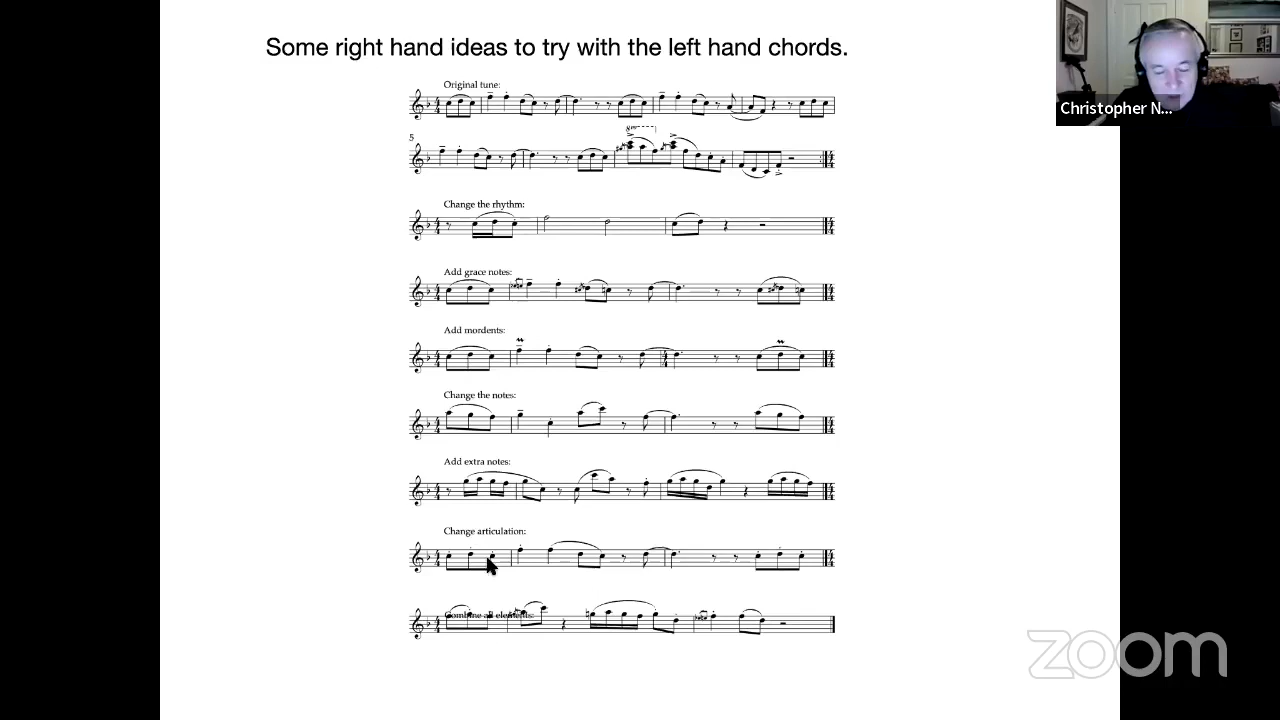 Some right hand ideas to try with the left hand chords.
Christopher N...
Original tune:
5
8va
Change the rhythm:
Add grace notes:
Add mordents:
Change the notes:
Add extra notes:
Change articulation:
Combine all elements:
zoom